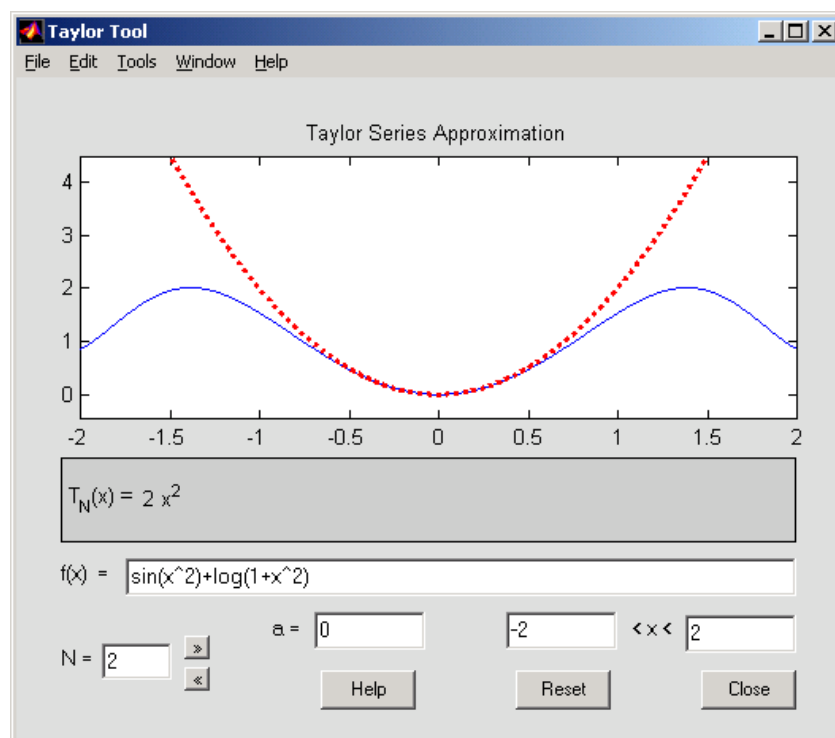 Taylor Tool
File Edit Tools Window Help
Taylor Series Approximation
4
3
2
1
0
-2 -1.5 -1 -0.5 0 0.5 1 1.5 2
T_N(x) = 2 x^2
f(x) = sin(x^2)+log(1+x^2)
N = 2 » « a = 0 -2 < x < 2
Help Reset Close